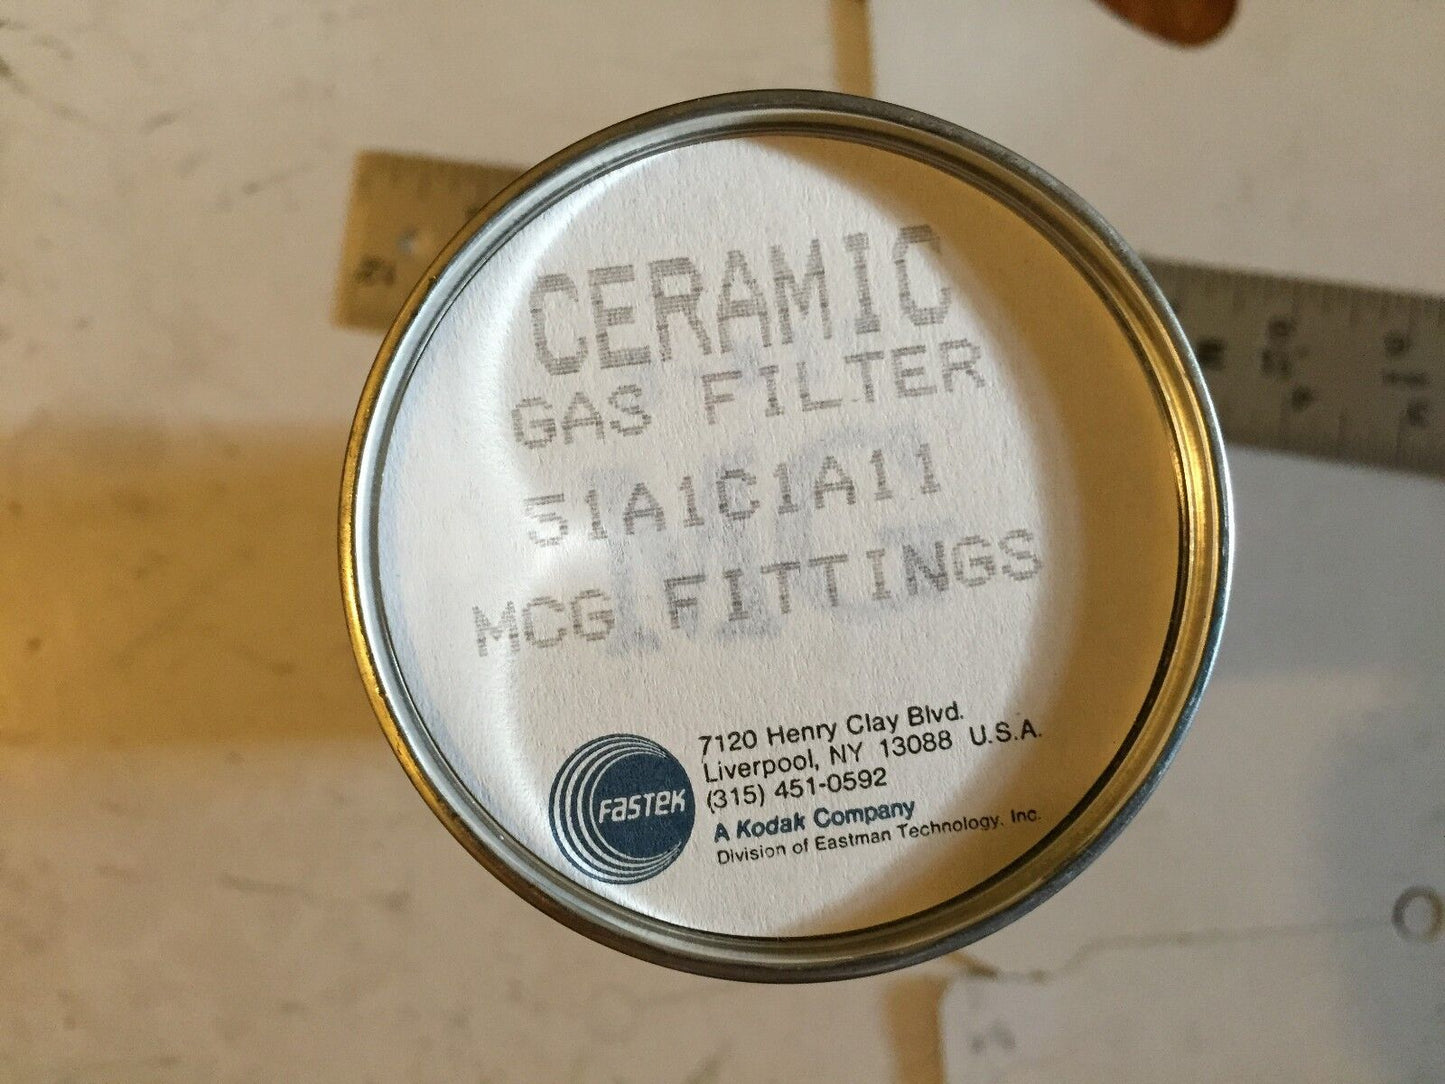 CERAMIC
GAS FILTER
51A1C1A11
MCG FITTINGS
FASTEK
7120 Henry Clay Blvd.
Liverpool, NY 13088 U.S.A.
(315) 451-0592
A Kodak Company
Division of Eastman Technology, Inc.